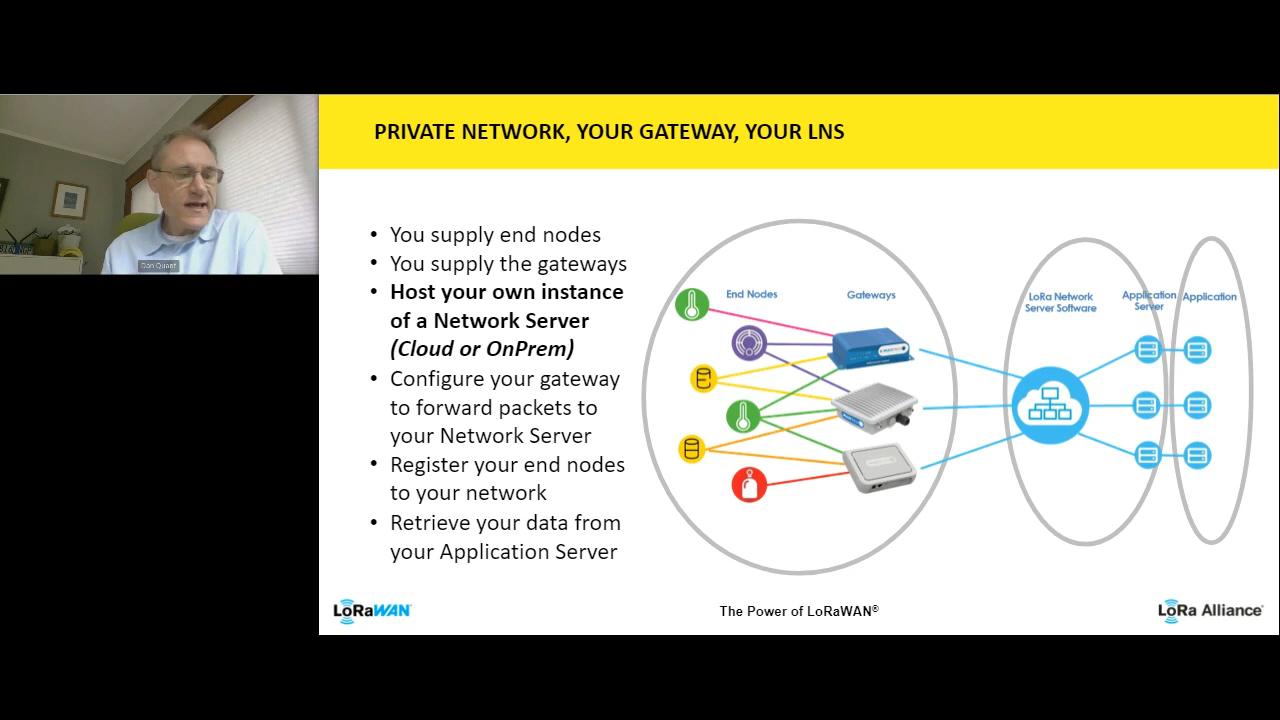 PRIVATE NETWORK, YOUR GATEWAY, YOUR LNS
Dan Quant
• You supply end nodes
• You supply the gateways
• Host your own instance
of a Network Server
(Cloud or OnPrem)
• Configure your gateway
to forward packets to
your Network Server
• Register your end nodes
to your network
• Retrieve your data from
your Application Server
End Nodes
Gateways
LoRa Network
Server Software
Application
Server
Application
LoRaWAN
The Power of LoRaWAN®
LoRa Alliance